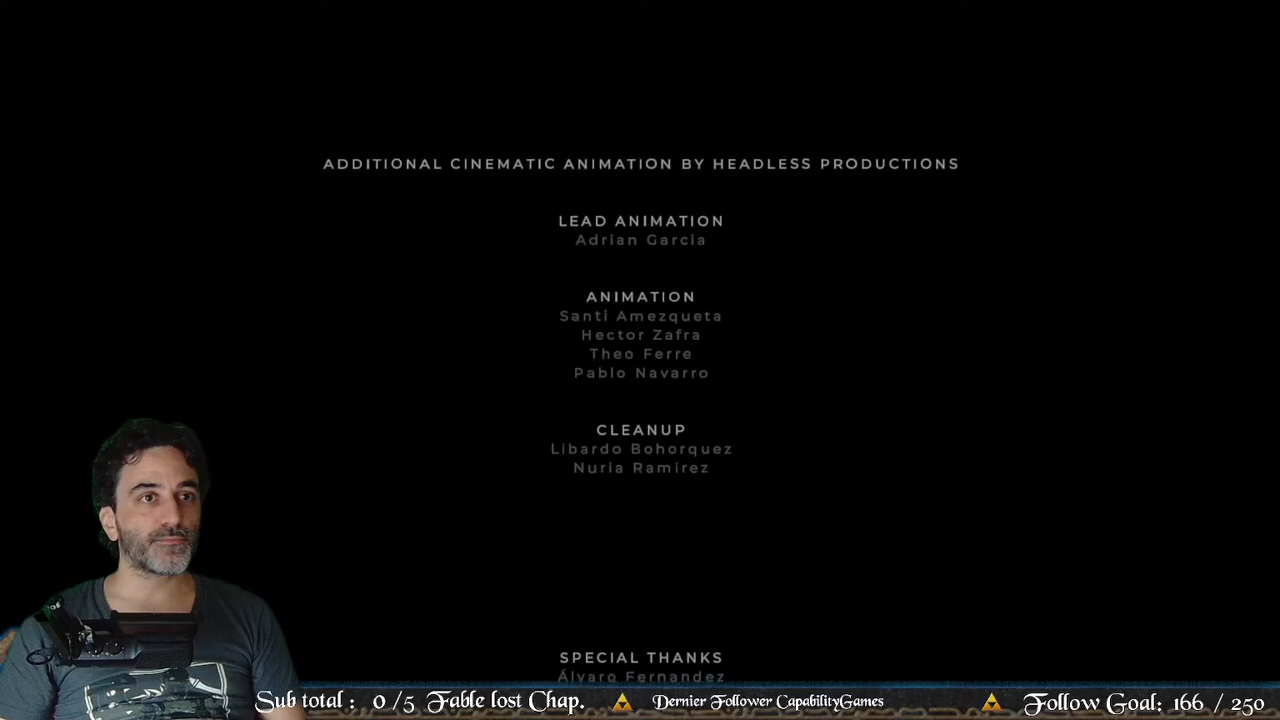 ADDITIONAL CINEMATIC ANIMATION BY HEADLESS PRODUCTIONS
LEAD ANIMATION
Adrian Garcia
ANIMATION
Santi Amezqueta
Hector Zafra
Theo Ferre
Pablo Navarro
CLEANUP
Libardo Bohorquez
Nuria Ramirez
SPECIAL THANKS
Álvaro Fernandez
Sub total : 0 /5 Fable lost Chap. Dernier Follower CapabilityGames Follow Goal: 166 / 250